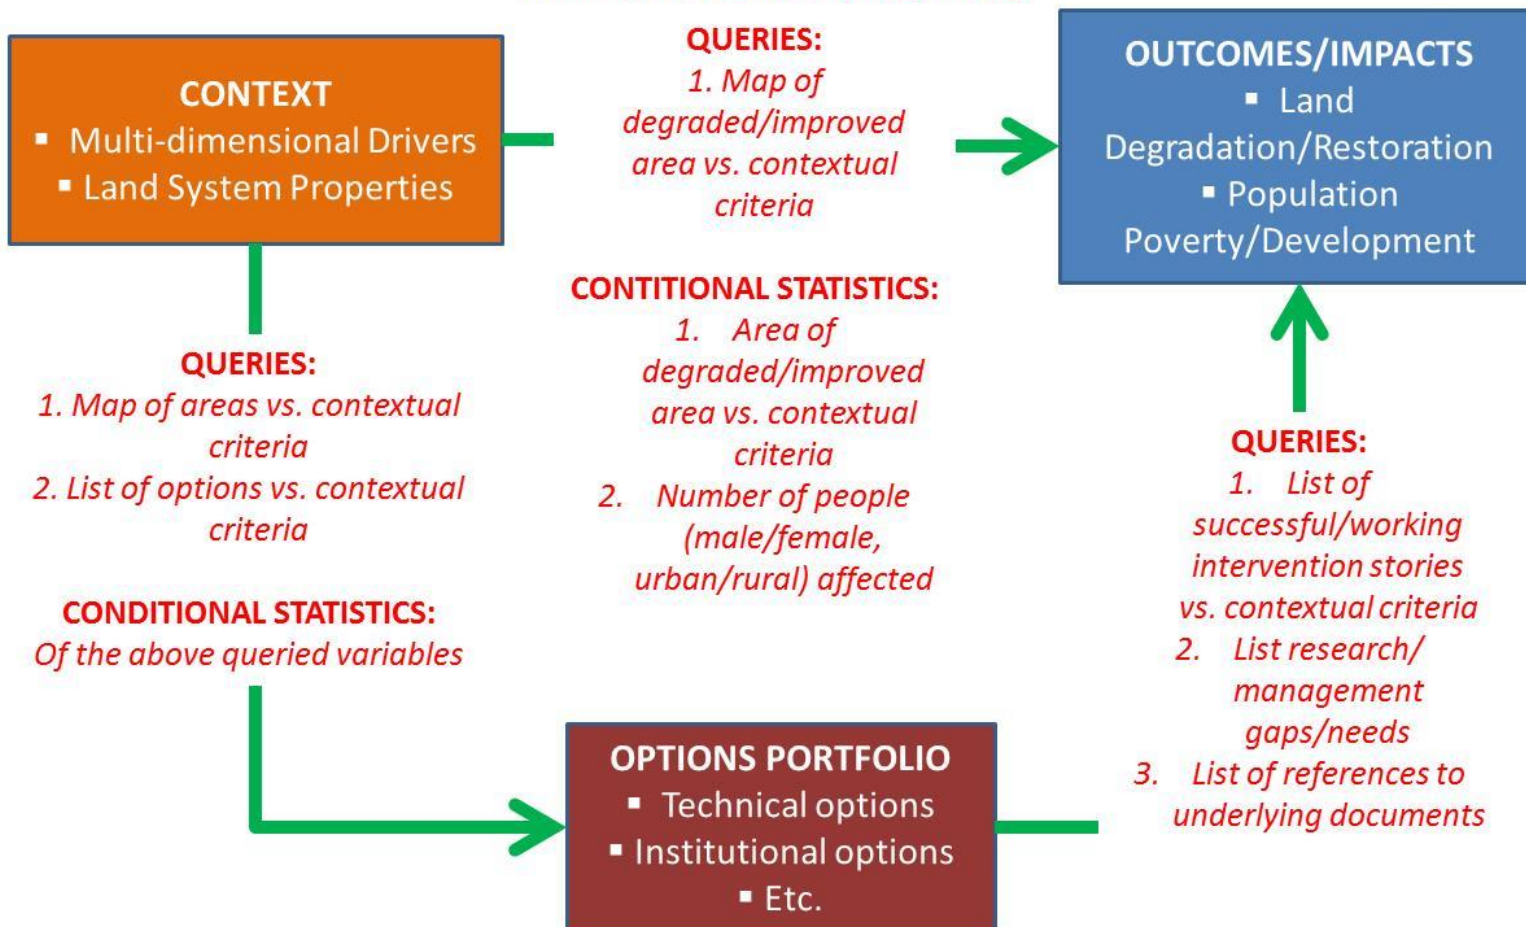 CONTEXT
▪ Multi-dimensional Drivers
▪ Land System Properties
QUERIES:
1. Map of
degraded/improved
area vs. contextual
criteria
OUTCOMES/IMPACTS
▪ Land
Degradation/Restoration
▪ Population
Poverty/Development
CONTITIONAL STATISTICS:
1. Area of
degraded/improved
area vs. contextual
criteria
2. Number of people
(male/female,
urban/rural) affected
QUERIES:
1. Map of areas vs. contextual
criteria
2. List of options vs. contextual
criteria
CONDITIONAL STATISTICS:
Of the above queried variables
QUERIES:
1. List of
successful/working
intervention stories
vs. contextual criteria
2. List research/
management
gaps/needs
3. List of references to
underlying documents
OPTIONS PORTFOLIO
▪ Technical options
▪ Institutional options
▪ Etc.